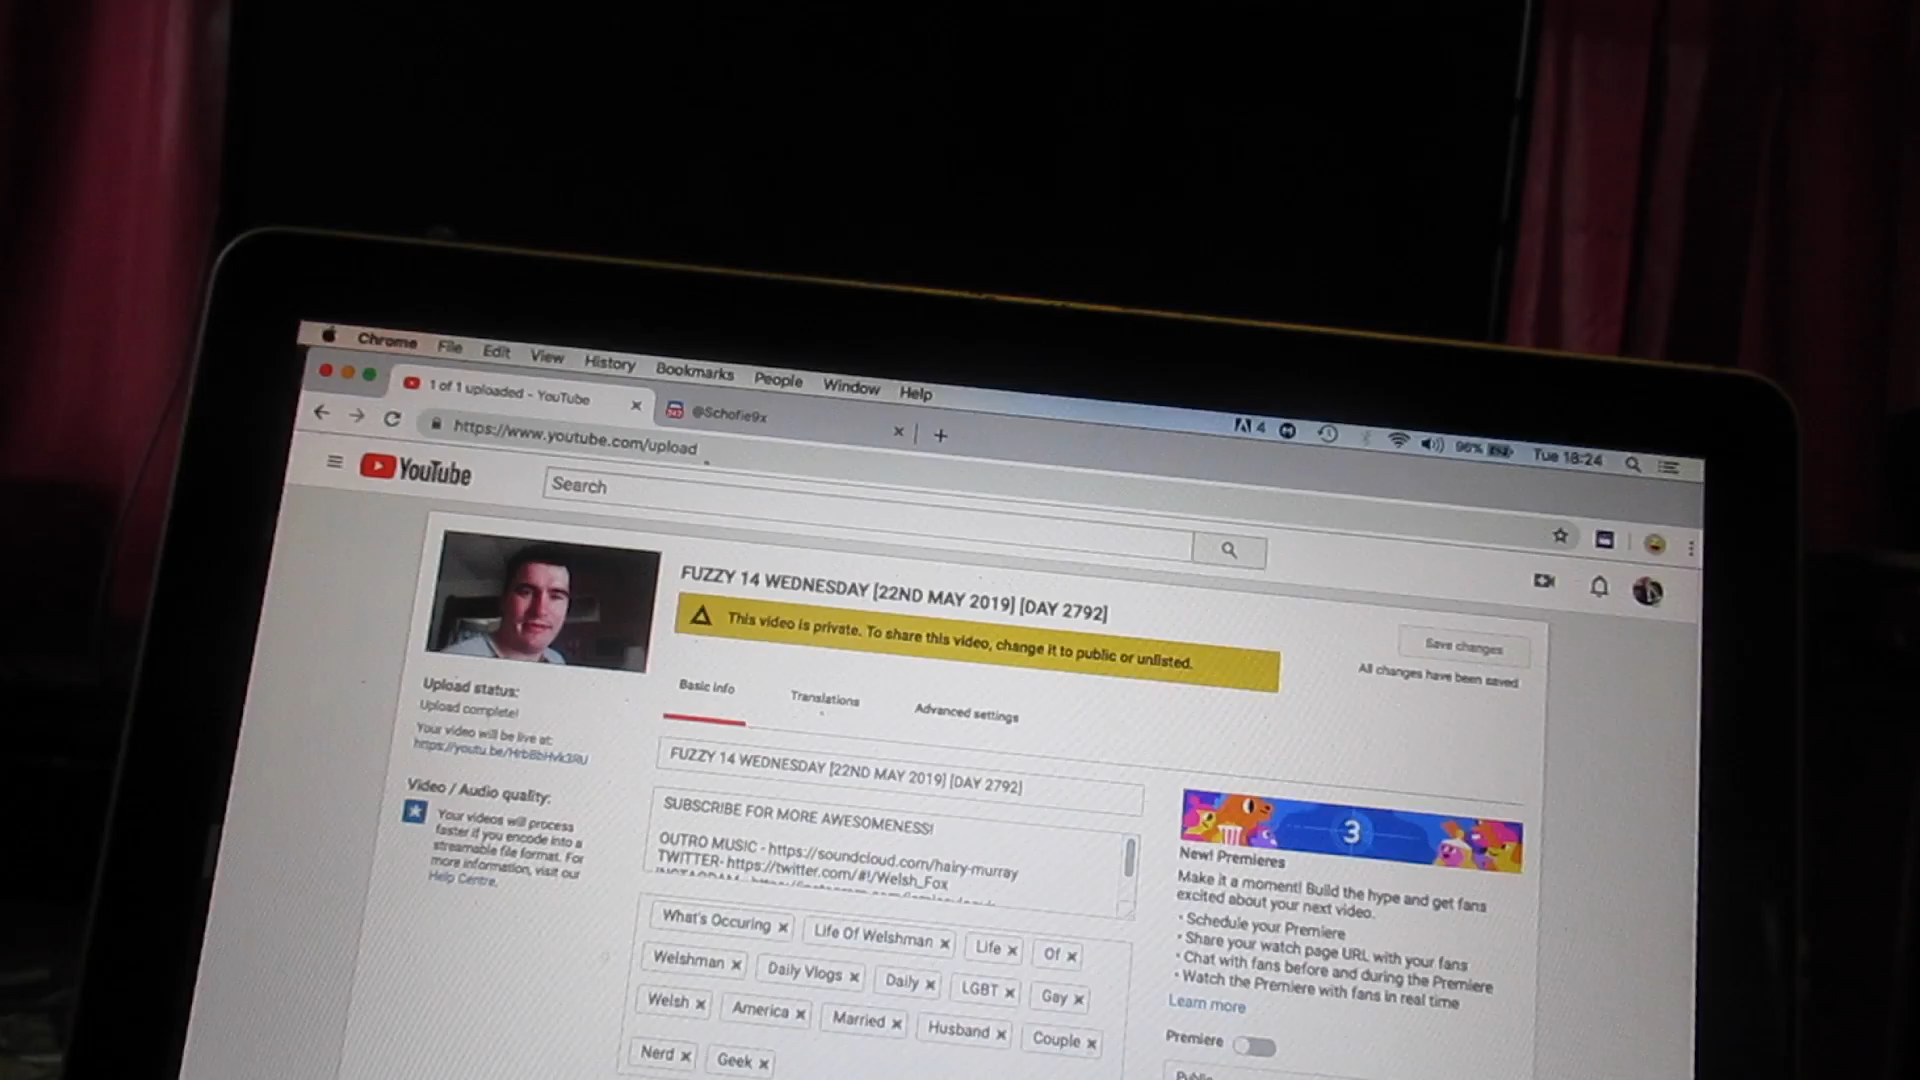 Chrome File Edit View History Bookmarks People Window Help
4 96% Tue 18:24
1 of 1 uploaded - YouTube
@Schofie9x
https://www.youtube.com/upload
YouTube
Search
FUZZY 14 WEDNESDAY [22ND MAY 2019] [DAY 2792]
This video is private. To share this video, change it to public or unlisted.
Save changes
All changes have been saved
Upload status:
Upload complete!
Your video will be live at:
Video / Audio quality:
Your videos will process
faster if you encode into a
streamable file format. For
more information, visit our
Help Centre.
Basic info
Translations
Advanced settings
FUZZY 14 WEDNESDAY [22ND MAY 2019] [DAY 2792]
SUBSCRIBE FOR MORE AWESOMENESS!
OUTRO MUSIC - https://soundcloud.com/hairy-murray
TWITTER- https://twitter.com/#!/Welsh_Fox
What's Occuring × Life Of Welshman × Life × Of ×
Welshman × Daily Vlogs × Daily × LGBT × Gay ×
Welsh × America × Married × Husband × Couple ×
Nerd × Geek ×
3
New! Premieres
Make it a moment! Build the hype and get fans
excited about your next video.
• Schedule your Premiere
• Share your watch page URL with your fans
• Chat with fans before and during the Premiere
• Watch the Premiere with fans in real time
Learn more
Premiere